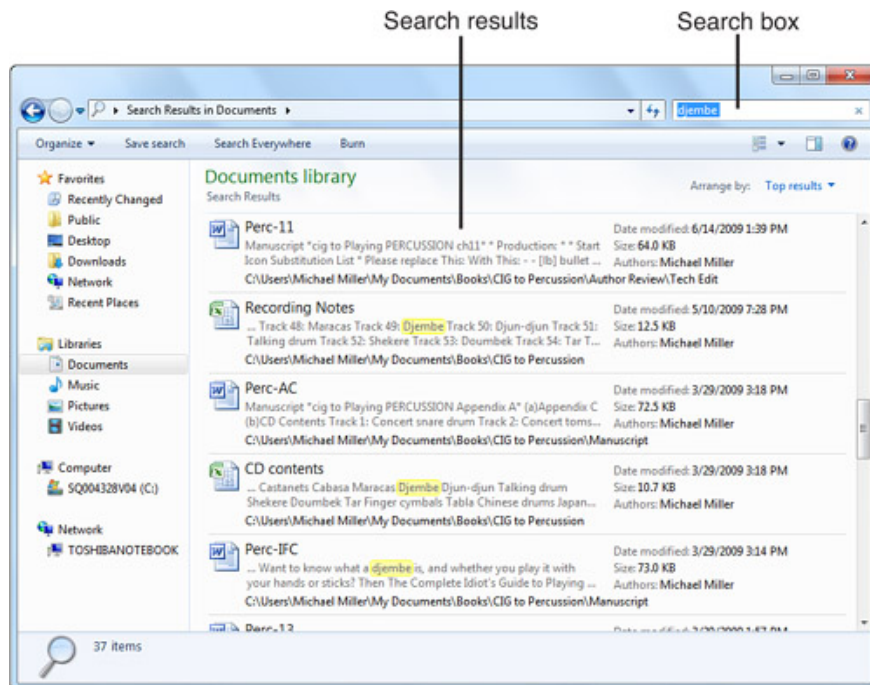 Search results
Search box
Search Results in Documents
djembe
Organize
Save search
Search Everywhere
Burn
Favorites
Recently Changed
Public
Desktop
Downloads
Network
Recent Places
Libraries
Documents
Music
Pictures
Videos
Computer
SQ004328V04 (C:)
Network
TOSHIBANOTEBOOK
Documents library
Search Results
Arrange by: Top results
Perc-11
Manuscript *cig to Playing PERCUSSION ch11* * Production: * * Start
Icon Substitution List * Please replace This: With This: - - [lb] bullet ...
C:\Users\Michael Miller\My Documents\Books\CIG to Percussion\Author Review\Tech Edit
Date modified: 6/14/2009 1:39 PM
Size: 64.0 KB
Authors: Michael Miller
Recording Notes
... Track 48: Maracas Track 49: Djembe Track 50: Djun-djun Track 51:
Talking drum Track 52: Shekere Track 53: Doumbek Track 54: Tar T...
C:\Users\Michael Miller\My Documents\Books\CIG to Percussion
Date modified: 5/10/2009 7:28 PM
Size: 12.5 KB
Authors: Michael Miller
Perc-AC
Manuscript *cig to Playing PERCUSSION Appendix A* (a)Appendix C
(b)CD Contents Track 1: Concert snare drum Track 2: Concert toms...
C:\Users\Michael Miller\My Documents\Books\CIG to Percussion\Manuscript
Date modified: 3/29/2009 3:18 PM
Size: 72.5 KB
Authors: Michael Miller
CD contents
... Castanets Cabasa Maracas Djembe Djun-djun Talking drum
Shekere Doumbek Tar Finger cymbals Tabla Chinese drums Japan...
C:\Users\Michael Miller\My Documents\Books\CIG to Percussion
Date modified: 3/29/2009 3:18 PM
Size: 10.7 KB
Authors: Michael Miller
Perc-IFC
... Want to know what a djembe is, and whether you play it with
your hands or sticks? Then The Complete Idiot's Guide to Playing ...
C:\Users\Michael Miller\My Documents\Books\CIG to Percussion\Manuscript
Date modified: 3/29/2009 3:14 PM
Size: 73.0 KB
Authors: Michael Miller
Perc-13
Date modified: 3/29/2009 1:57 PM
37 items